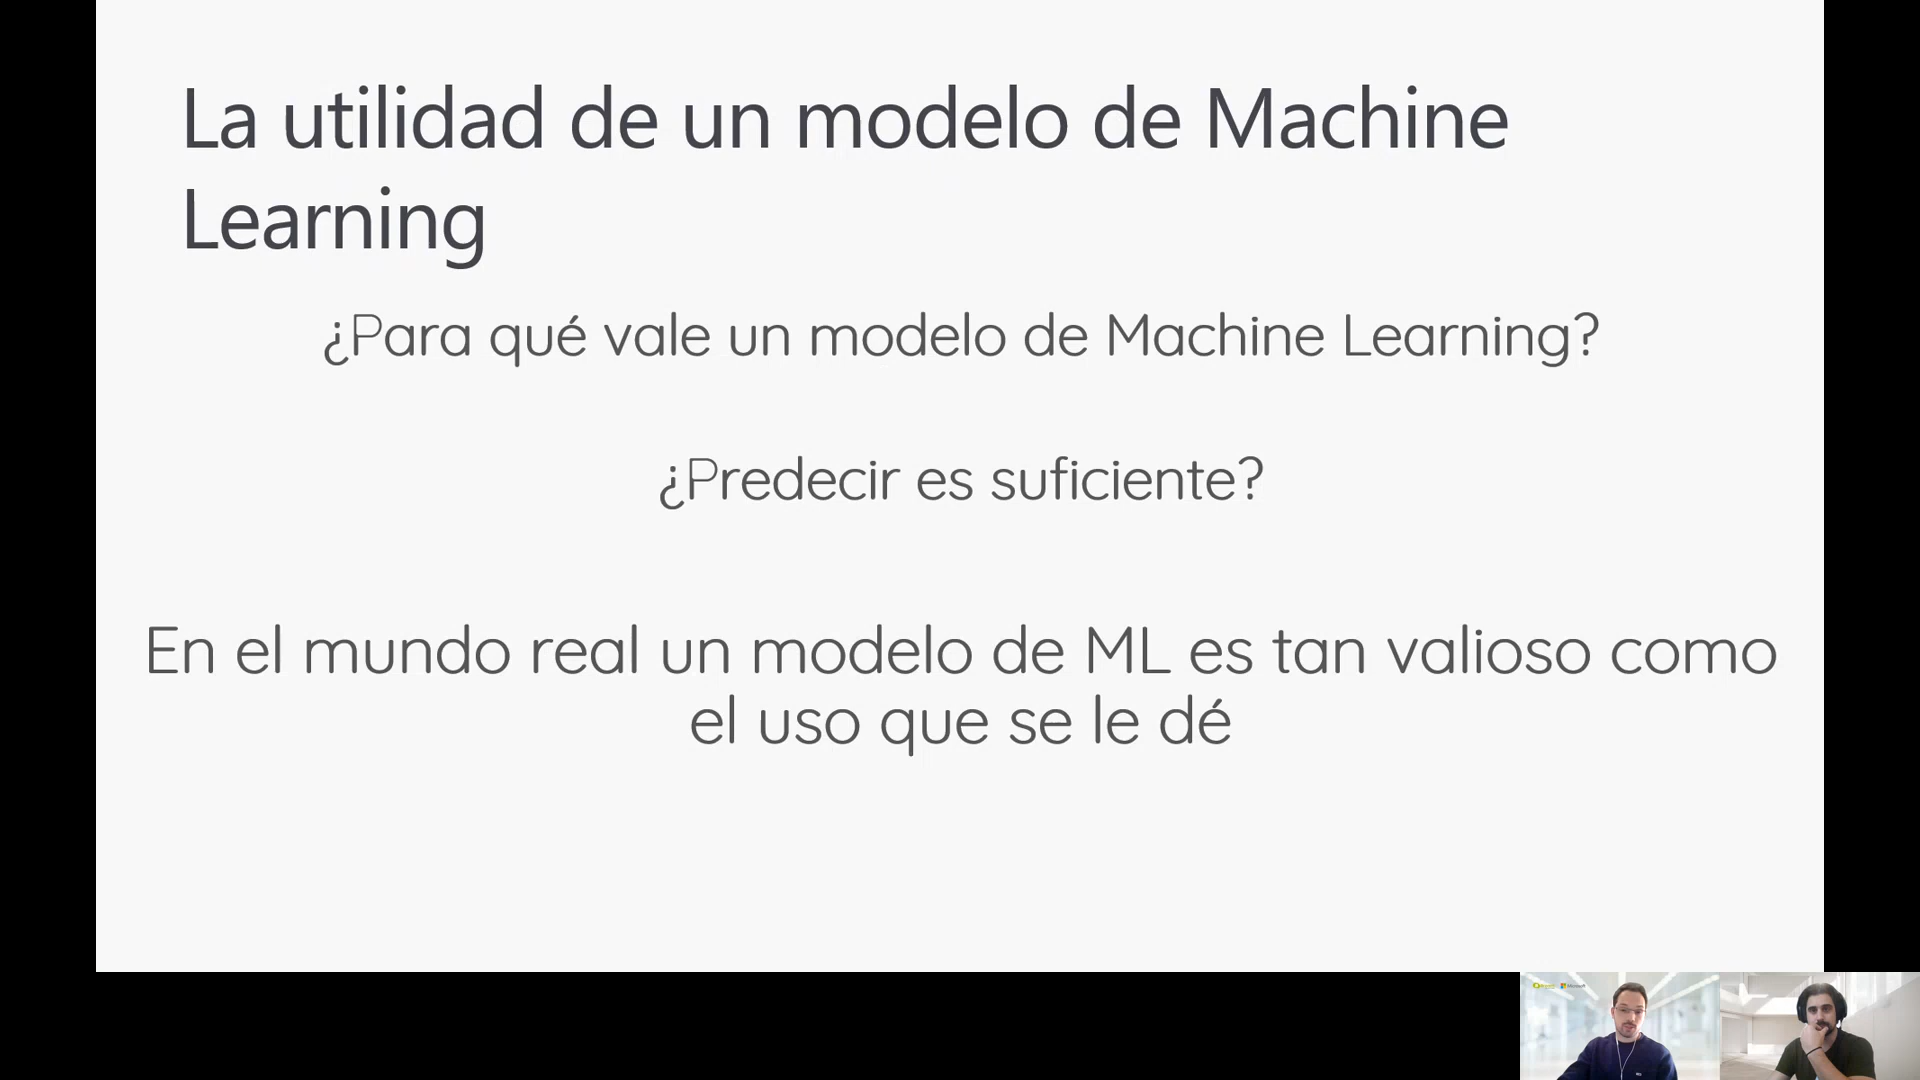 La utilidad de un modelo de Machine
Learning
¿Para qué vale un modelo de Machine Learning?
¿Predecir es suficiente?
En el mundo real un modelo de ML es tan valioso como
el uso que se le dé
Microsoft